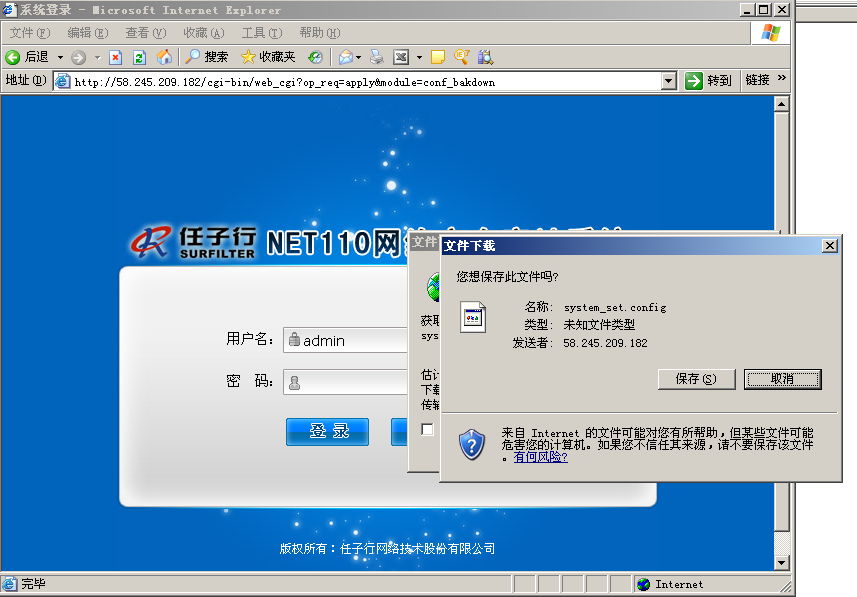 系统登录 - Microsoft Internet Explorer
文件(F) 编辑(E) 查看(V) 收藏(A) 工具(T) 帮助(H)
后退 搜索 收藏夹
地址(D) http://58.245.209.182/cgi-bin/web_cgi?op_req=apply&module=conf_bakdown 转到 链接 »
任子行 NET110网
SURFILTER
用户名: admin
密 码:
登录
版权所有：任子行网络技术股份有限公司
文件
获取
sys
估计
下载
传输
文件下载
您想保存此文件吗?
名称: system_set.config
类型: 未知文件类型
发送者: 58.245.209.182
保存(S) 取消
来自 Internet 的文件可能对您有所帮助，但某些文件可能
危害您的计算机。如果您不信任其来源，请不要保存该文件
。有何风险?
完毕 Internet